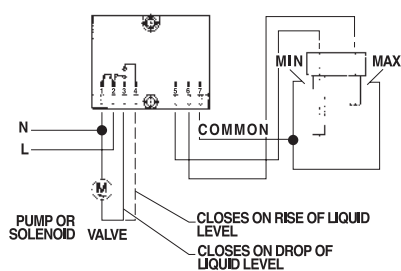 MIN MAX
1 2 3 4 5 6 7
N
COMMON
L
M
PUMP OR
SOLENOID VALVE
CLOSES ON RISE OF LIQUID
LEVEL
CLOSES ON DROP OF
LIQUID LEVEL